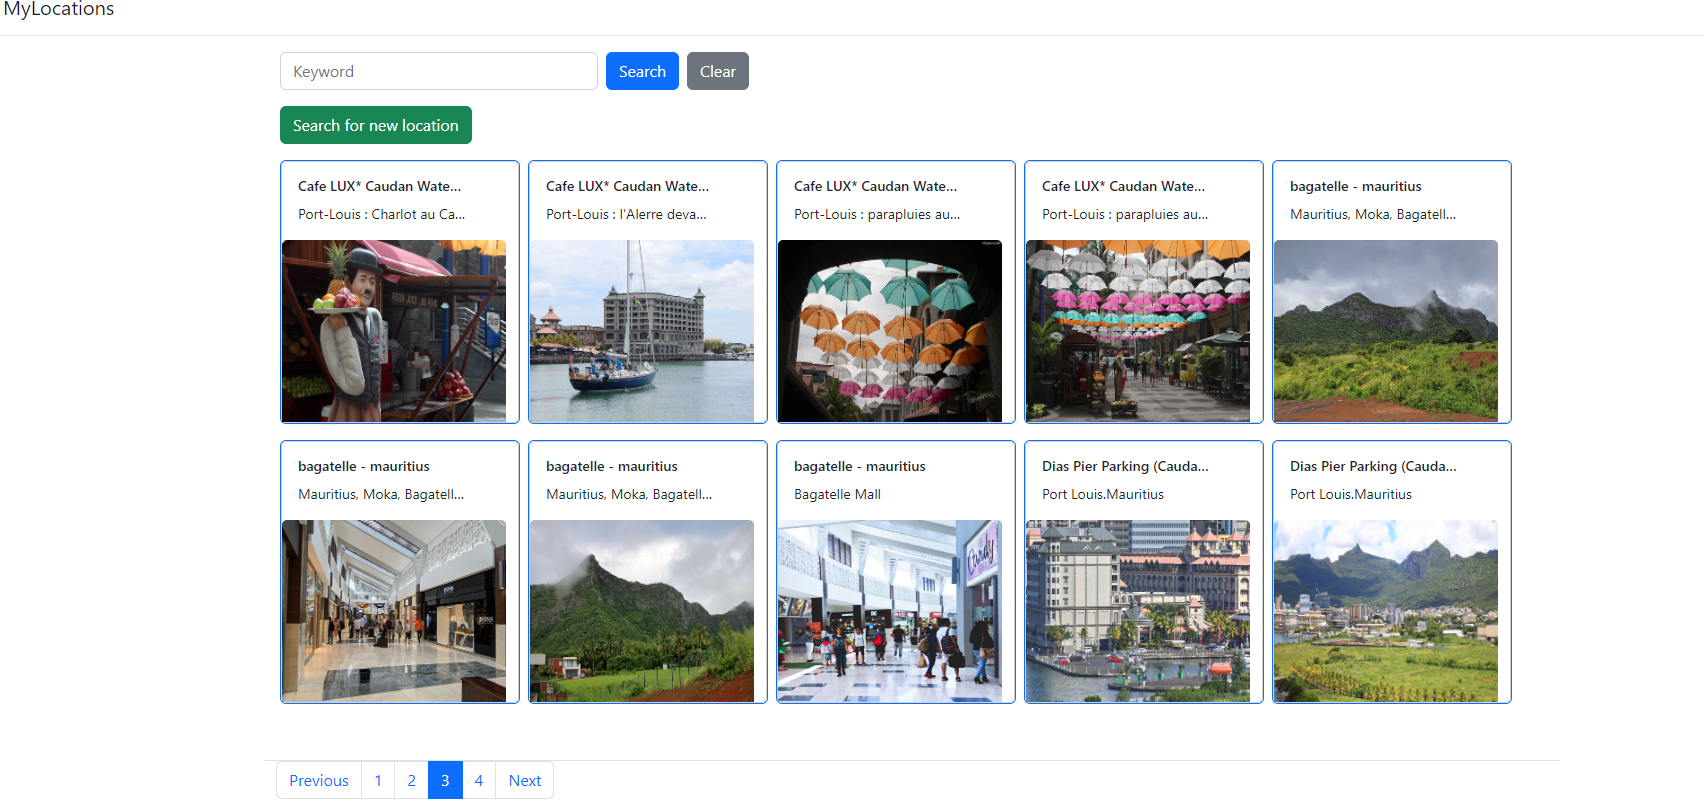 MyLocations
Keyword
Search
Clear
Search for new location
Cafe LUX* Caudan Wate...
Port-Louis : Charlot au Ca...
Cafe LUX* Caudan Wate...
Port-Louis : l'Alerre deva...
Cafe LUX* Caudan Wate...
Port-Louis : parapluies au...
Cafe LUX* Caudan Wate...
Port-Louis : parapluies au...
bagatelle - mauritius
Mauritius, Moka, Bagatell...
bagatelle - mauritius
Mauritius, Moka, Bagatell...
bagatelle - mauritius
Mauritius, Moka, Bagatell...
bagatelle - mauritius
Bagatelle Mall
Dias Pier Parking (Cauda...
Port Louis.Mauritius
Dias Pier Parking (Cauda...
Port Louis.Mauritius
Previous
1
2
3
4
Next